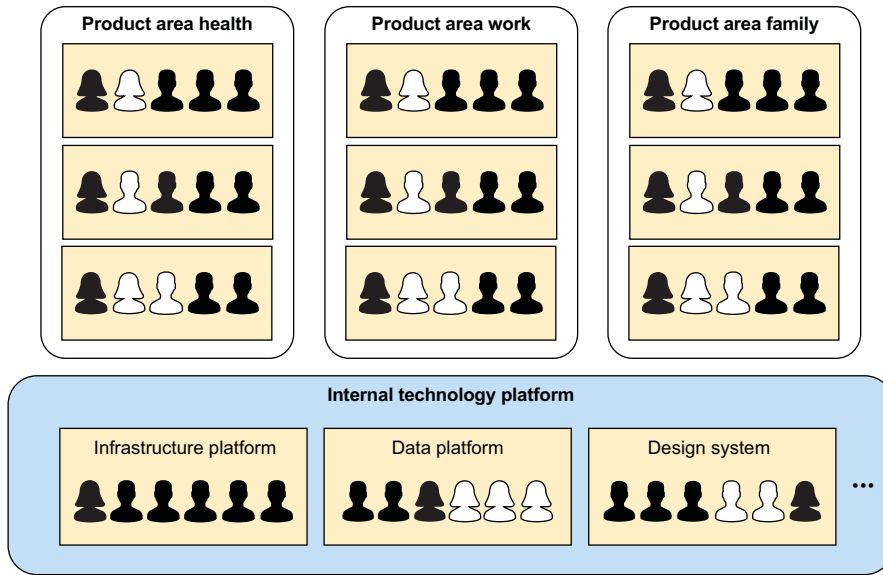 Product area health
Product area work
Product area family
Internal technology platform
Infrastructure platform
Data platform
Design system
...